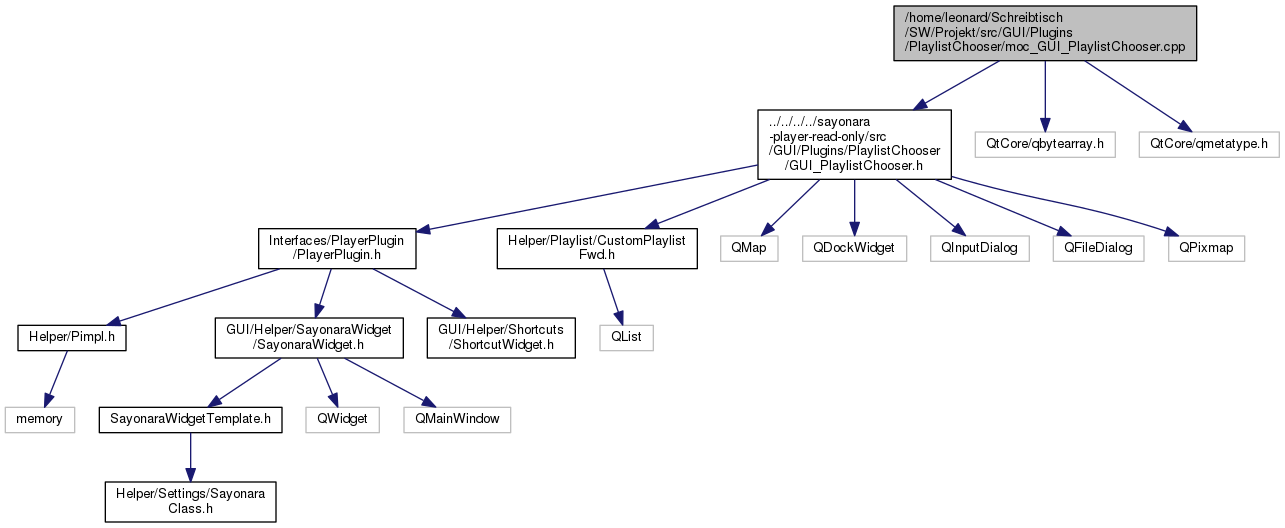 /home/leonard/Schreibtisch
/SW/Projekt/src/GUI/Plugins
/PlaylistChooser/moc_GUI_PlaylistChooser.cpp
../../../../sayonara
-player-read-only/src
/GUI/Plugins/PlaylistChooser
/GUI_PlaylistChooser.h
QtCore/qbytearray.h
QtCore/qmetatype.h
Interfaces/PlayerPlugin
/PlayerPlugin.h
Helper/Playlist/CustomPlaylist
Fwd.h
QMap
QDockWidget
QInputDialog
QFileDialog
QPixmap
Helper/Pimpl.h
GUI/Helper/SayonaraWidget
/SayonaraWidget.h
GUI/Helper/Shortcuts
/ShortcutWidget.h
QList
memory
SayonaraWidgetTemplate.h
QWidget
QMainWindow
Helper/Settings/Sayonara
Class.h